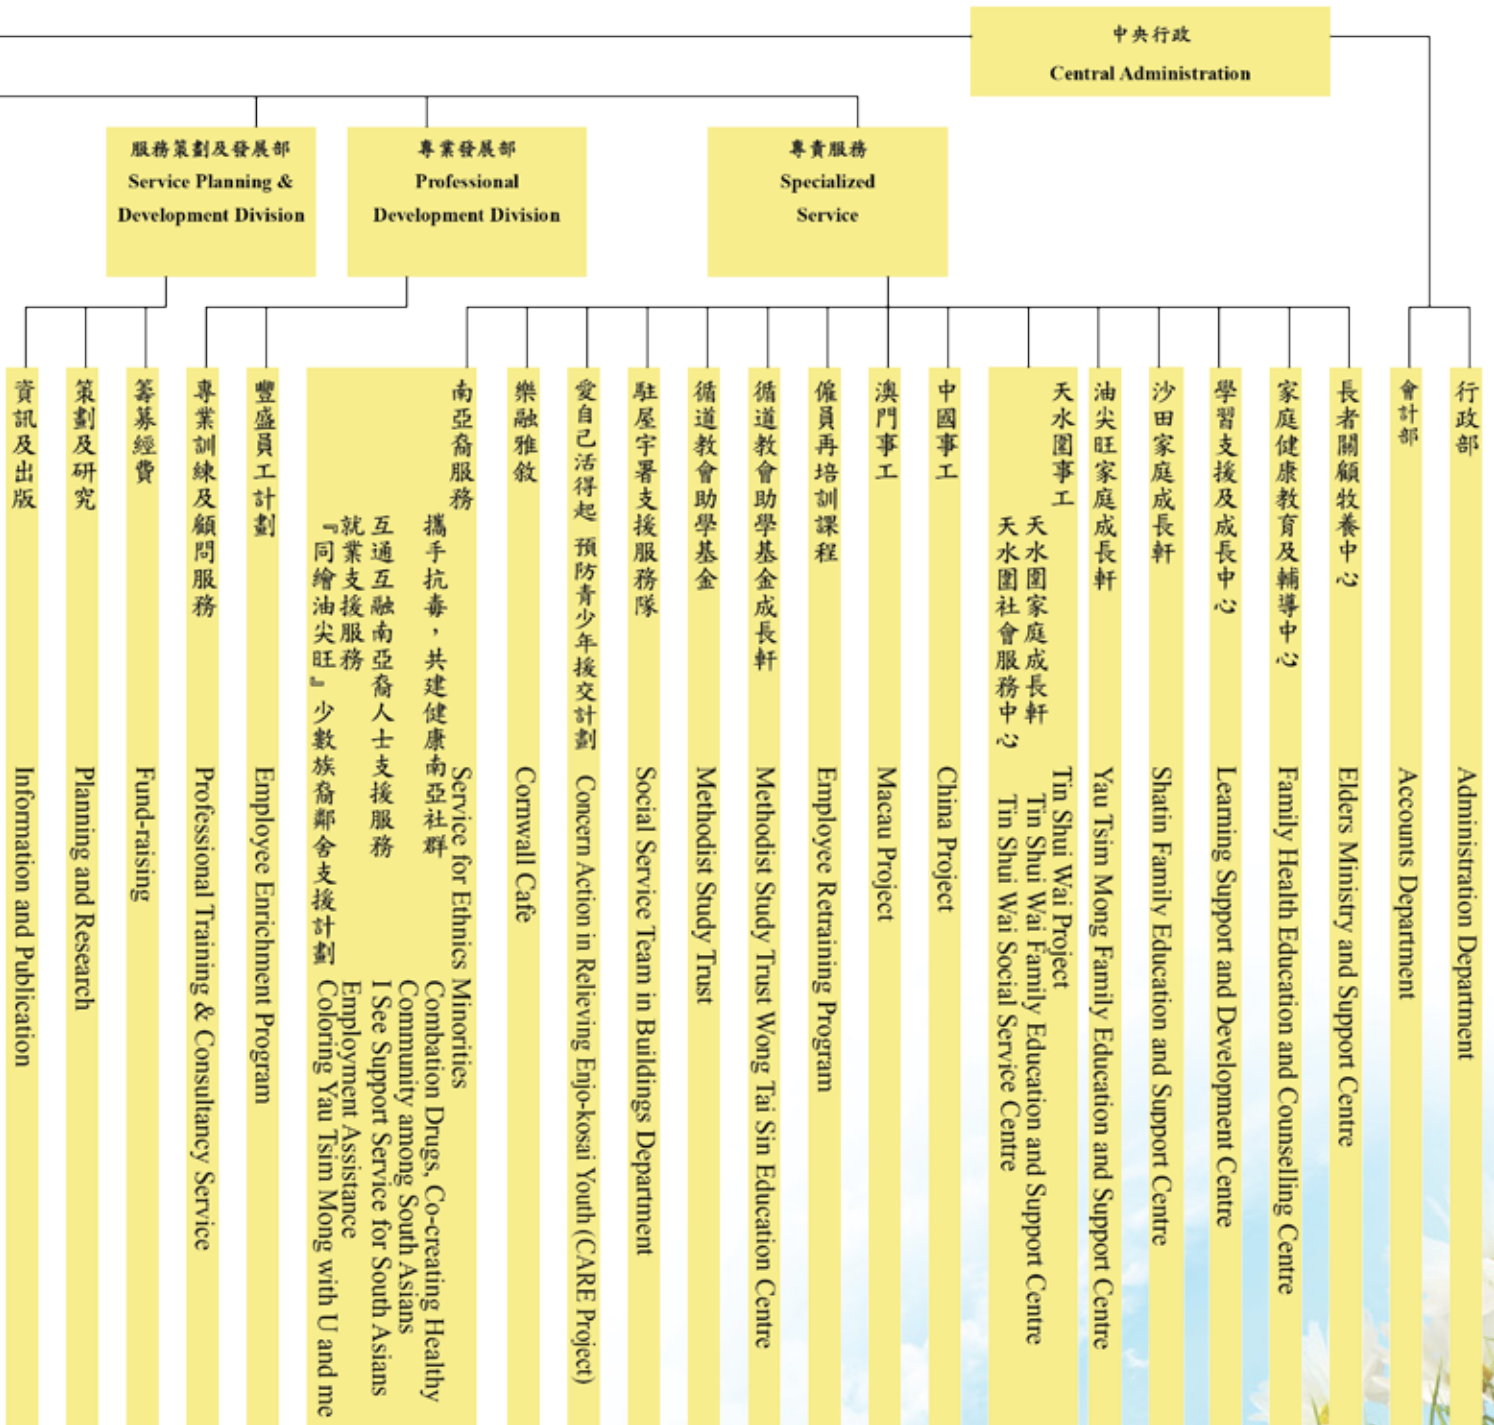 中央行政
Central Administration
服務策劃及發展部
Service Planning &
Development Division
專業發展部
Professional
Development Division
專責服務
Specialized
Service
資訊及出版
Information and Publication
策劃及研究
Planning and Research
籌募經費
Fund-raising
專業訓練及顧問服務
Professional Training & Consultancy Service
豐盛員工計劃
Employee Enrichment Program
南亞裔服務
攜手抗毒，共建健康南亞社群
互通互融南亞裔人士支援服務
就業支援服務
『同繪油尖旺』少數族裔鄰舍支援計劃
Service for Ethnics Minorities
Combation Drugs, Co-creating Healthy
Community among South Asians
I See Support Service for South Asians
Employment Assistance
Coloring Yau Tsim Mong with U and me
樂融雅敘
Cornwall Cafe
愛自己活得起 預防青少年援交計劃
Concern Action in Relieving Enjo-kosai Youth (CARE Project)
駐屋宇署支援服務隊
Social Service Team in Buildings Department
循道教會助學基金
Methodist Study Trust
循道教會助學基金成長軒
Methodist Study Trust Wong Tai Sin Education Centre
僱員再培訓課程
Employee Retraining Program
澳門事工
Macau Project
中國事工
China Project
天水圍事工
天水圍家庭成長軒
天水圍社會服務中心
Tin Shui Wai Project
Tin Shui Wai Family Education and Support Centre
Tin Shui Wai Social Service Centre
油尖旺家庭成長軒
Yau Tsim Mong Family Education and Support Centre
沙田家庭成長軒
Shatin Family Education and Support Centre
學習支援及成長中心
Learning Support and Development Centre
家庭健康教育及輔導中心
Family Health Education and Counselling Centre
長者關顧牧養中心
Elders Ministry and Support Centre
會計部
Accounts Department
行政部
Administration Department